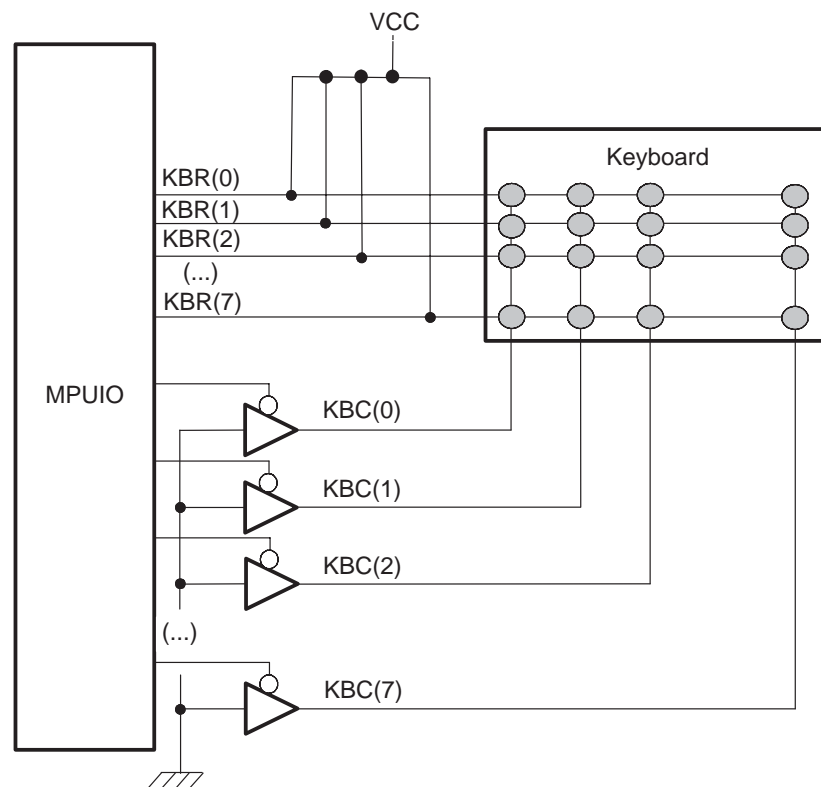 VCC
Keyboard
KBR(0)
KBR(1)
KBR(2)
(...)
KBR(7)
MPUIO
KBC(0)
KBC(1)
KBC(2)
(...)
KBC(7)